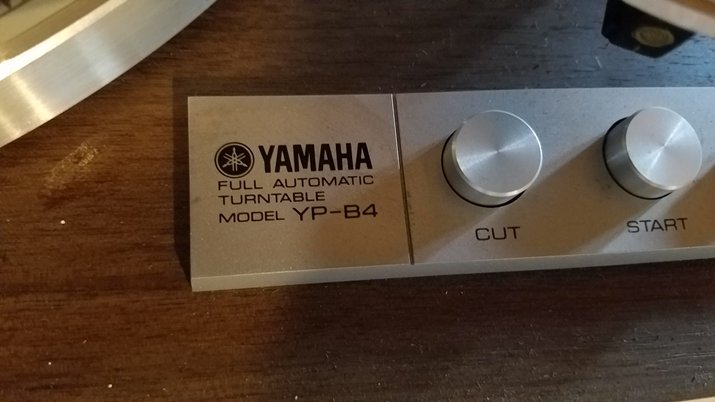 YAMAHA
FULL AUTOMATIC
TURNTABLE
MODEL YP-B4
CUT
START